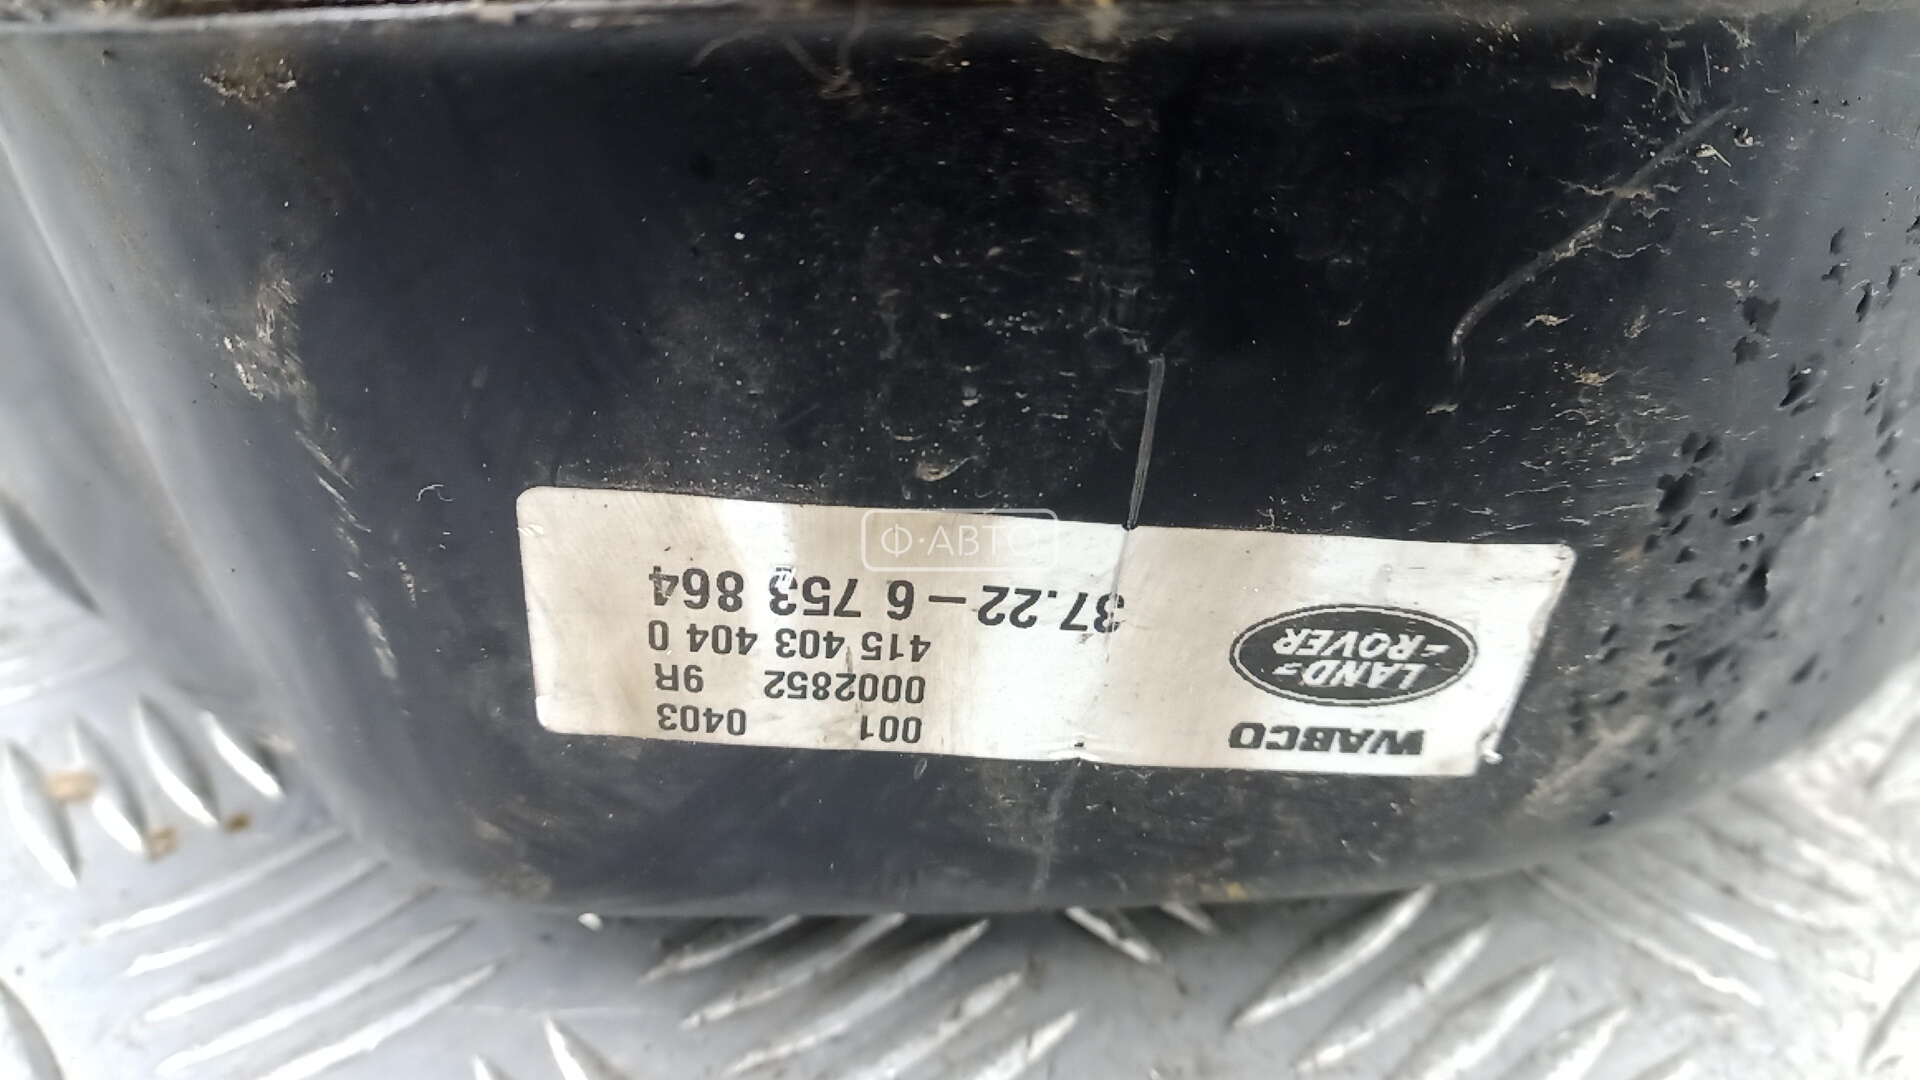 WABCO
LAND-
-ROVER
001 0403
0002852 9R
415 403 404 0
37.22-6 753 864
Ф·АВТО